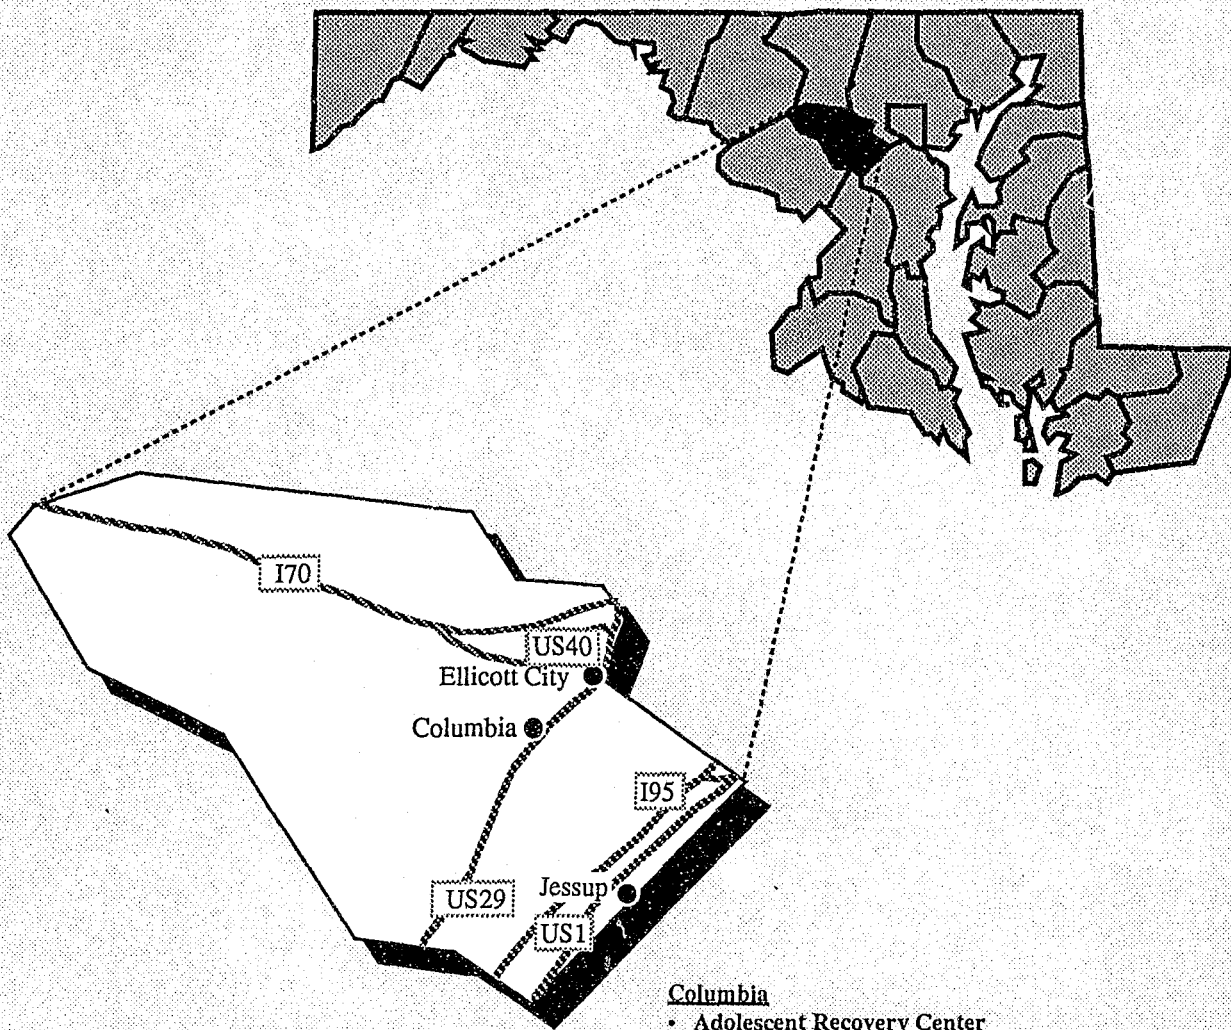 I70
US40
Ellicott City
Columbia
I95
Jessup
US29
US1
Columbia
• Adolescent Recovery Center